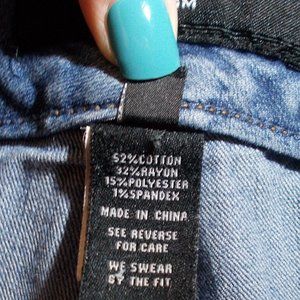 M
52% COTTON
32% RAYON
15% POLYESTER
1% SPANDEX
MADE IN CHINA
SEE REVERSE
FOR CARE
WE SWEAR
BY THE FIT